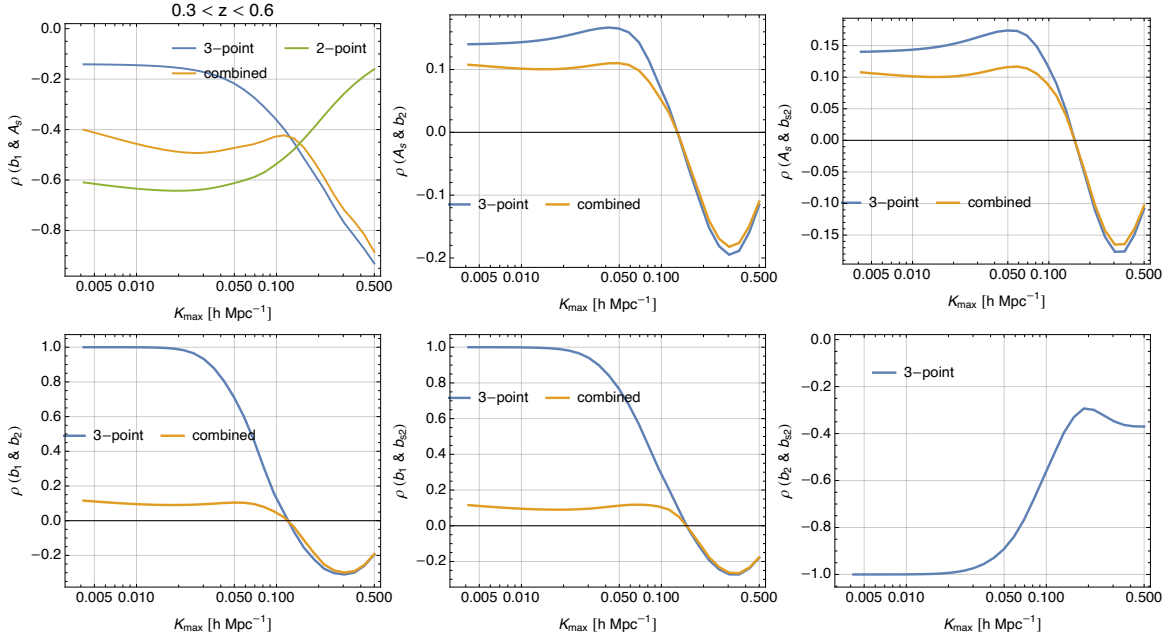 0.3 < z < 0.6
3−point 2−point
combined
ρ (b₁ & Aₛ)
−0.2
−0.4
−0.6
−0.8
0.005 0.010 0.050 0.100 0.500
Kmax [h Mpc⁻¹]
ρ (Aₛ & b₂)
0.1
0.0
−0.1
−0.2
3−point combined
0.005 0.010 0.050 0.100 0.500
Kmax [h Mpc⁻¹]
ρ (Aₛ & bₛ₂)
0.15
0.10
0.05
0.00
−0.05
−0.10
−0.15
3−point combined
0.005 0.010 0.050 0.100 0.500
Kmax [h Mpc⁻¹]
ρ (b₁ & b₂)
1.0
0.8
0.6
0.4
0.2
0.0
−0.2
3−point combined
0.005 0.010 0.050 0.100 0.500
Kmax [h Mpc⁻¹]
ρ (b₁ & bₛ₂)
1.0
0.8
0.6
0.4
0.2
0.0
−0.2
3−point combined
0.005 0.010 0.050 0.100 0.500
Kmax [h Mpc⁻¹]
ρ (b₂ & bₛ₂)
0.0
−0.2
−0.4
−0.6
−0.8
−1.0
3−point
0.005 0.010 0.050 0.100 0.500
Kmax [h Mpc⁻¹]